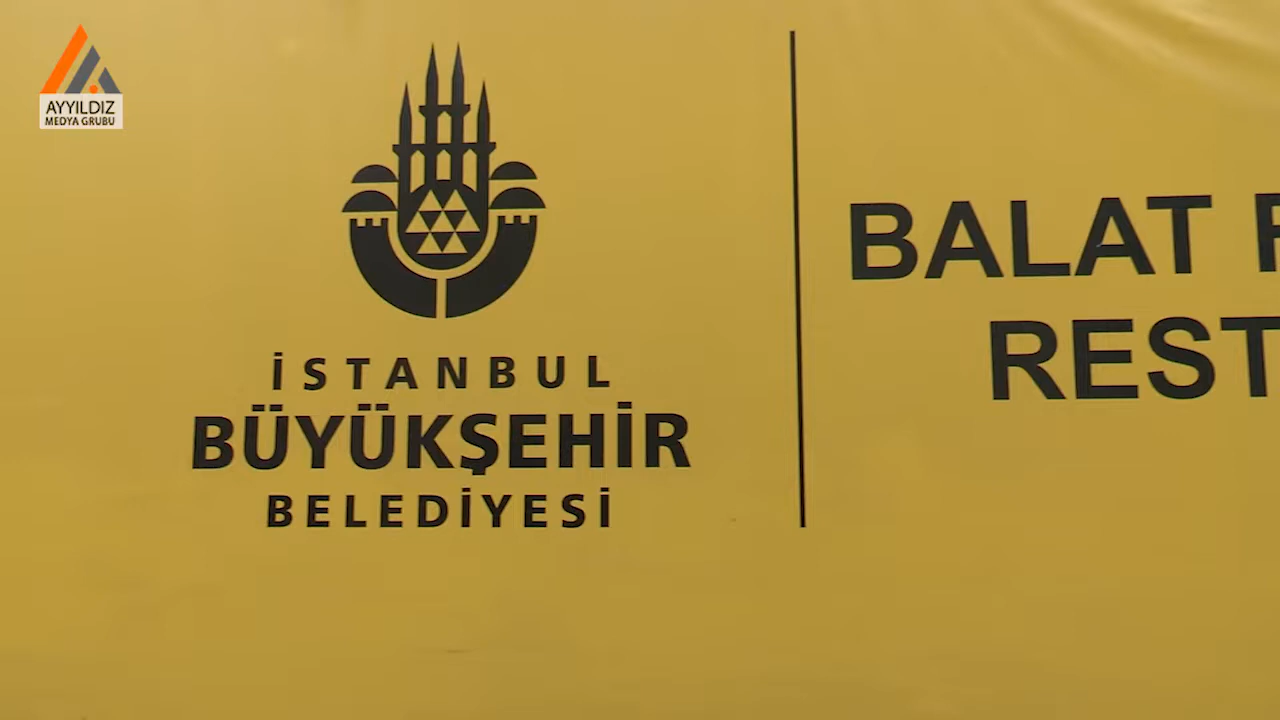 AYYILDIZ
MEDYA GRUBU
İSTANBUL
BÜYÜKŞEHİR
BELEDİYESİ
BALAT
REST